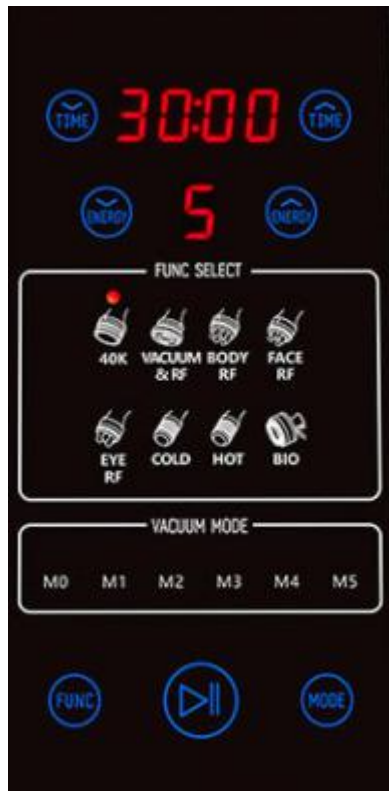 TIME 30:00 TIME
ENERGY 5 ENERGY
FUNC SELECT
40K VACUUM & RF BODY RF FACE RF
EYE RF COLD HOT BIO
VACUUM MODE
M0 M1 M2 M3 M4 M5
FUNC MODE